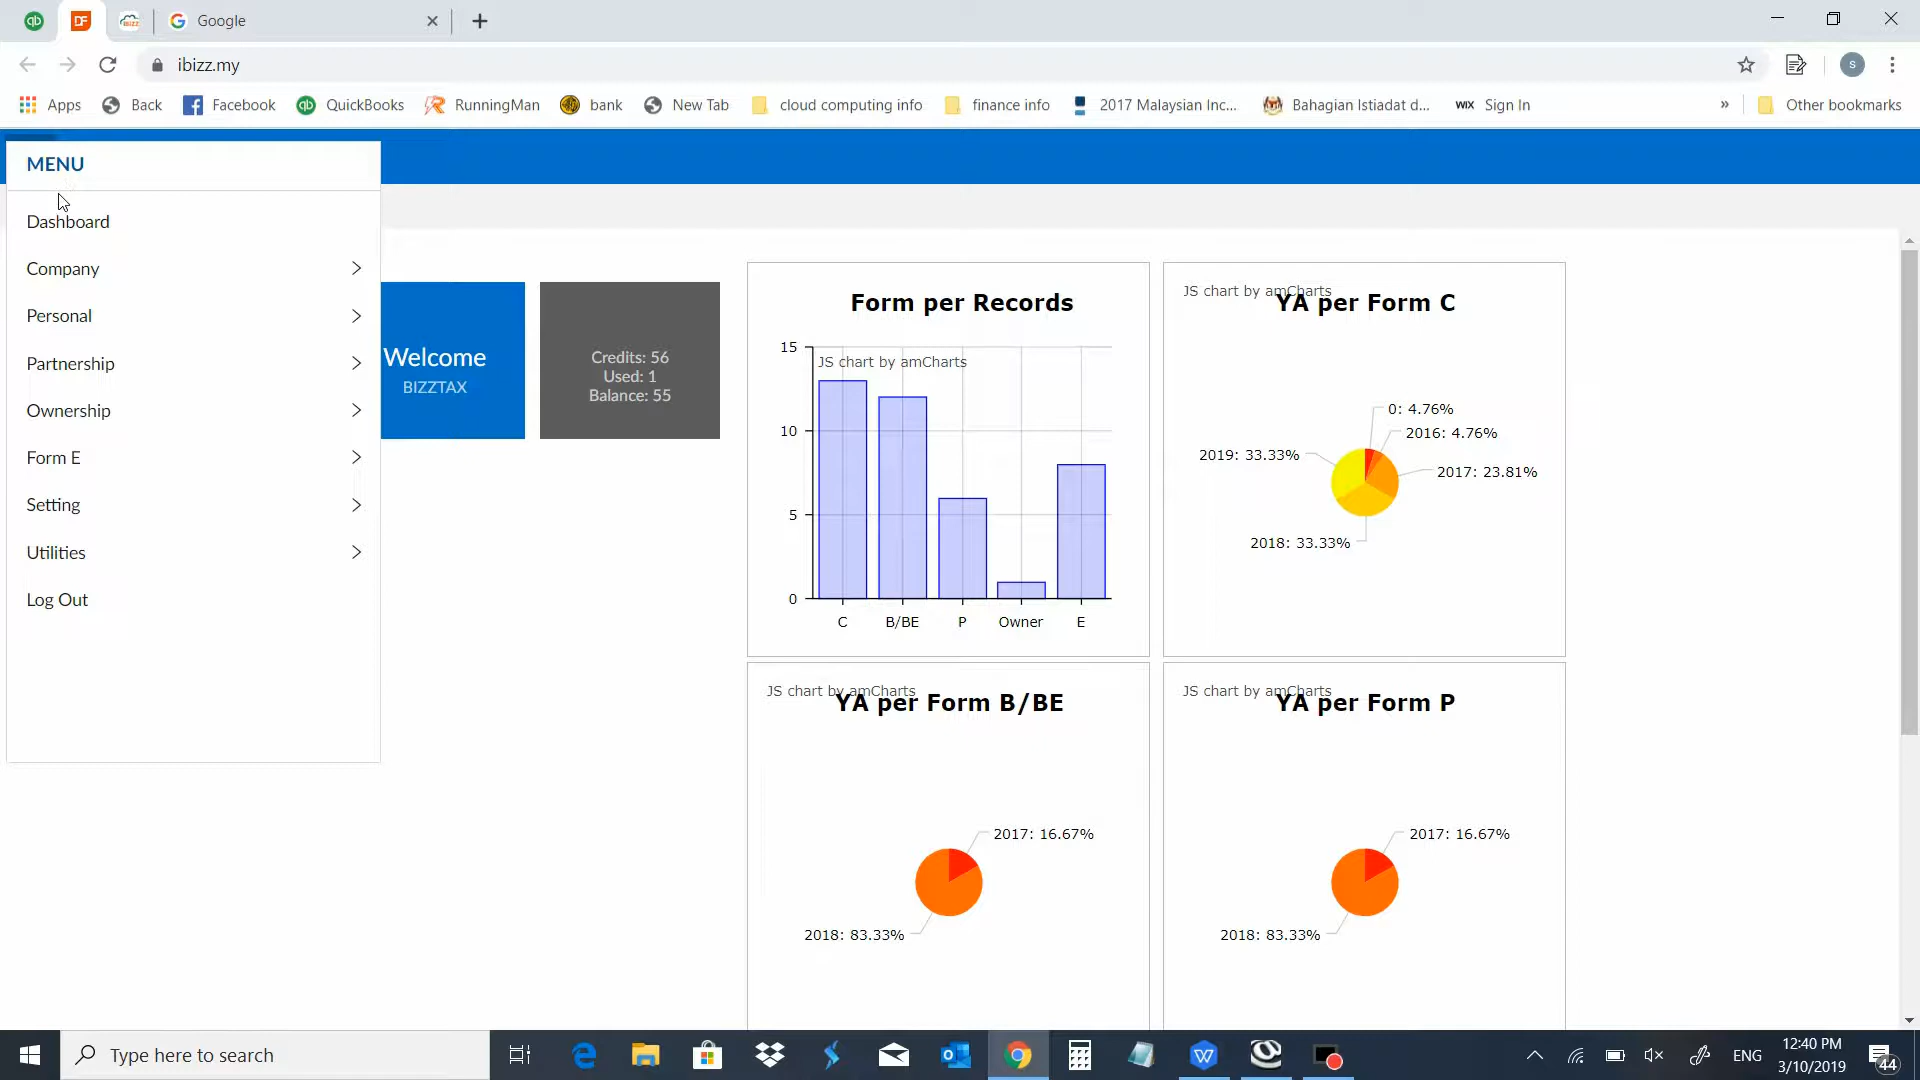 Google
ibizz.my
S
Apps
Back
Facebook
QuickBooks
RunningMan
bank
New Tab
cloud computing info
finance info
2017 Malaysian Inc...
Bahagian Istiadat d...
WIX
Sign In
»
Other bookmarks
MENU
Dashboard
Company
Personal
Partnership
Ownership
Form E
Setting
Utilities
Log Out
Welcome
BIZZTAX
Credits: 56
Used: 1
Balance: 55
Form per Records
JS chart by amCharts
15
10
5
0
C
B/BE
P
Owner
E
JS chart by amCharts
YA per Form C
0: 4.76%
2016: 4.76%
2017: 23.81%
2018: 33.33%
2019: 33.33%
JS chart by amCharts
YA per Form B/BE
2017: 16.67%
2018: 83.33%
JS chart by amCharts
YA per Form P
2017: 16.67%
2018: 83.33%
Type here to search
ENG
12:40 PM
3/10/2019
44